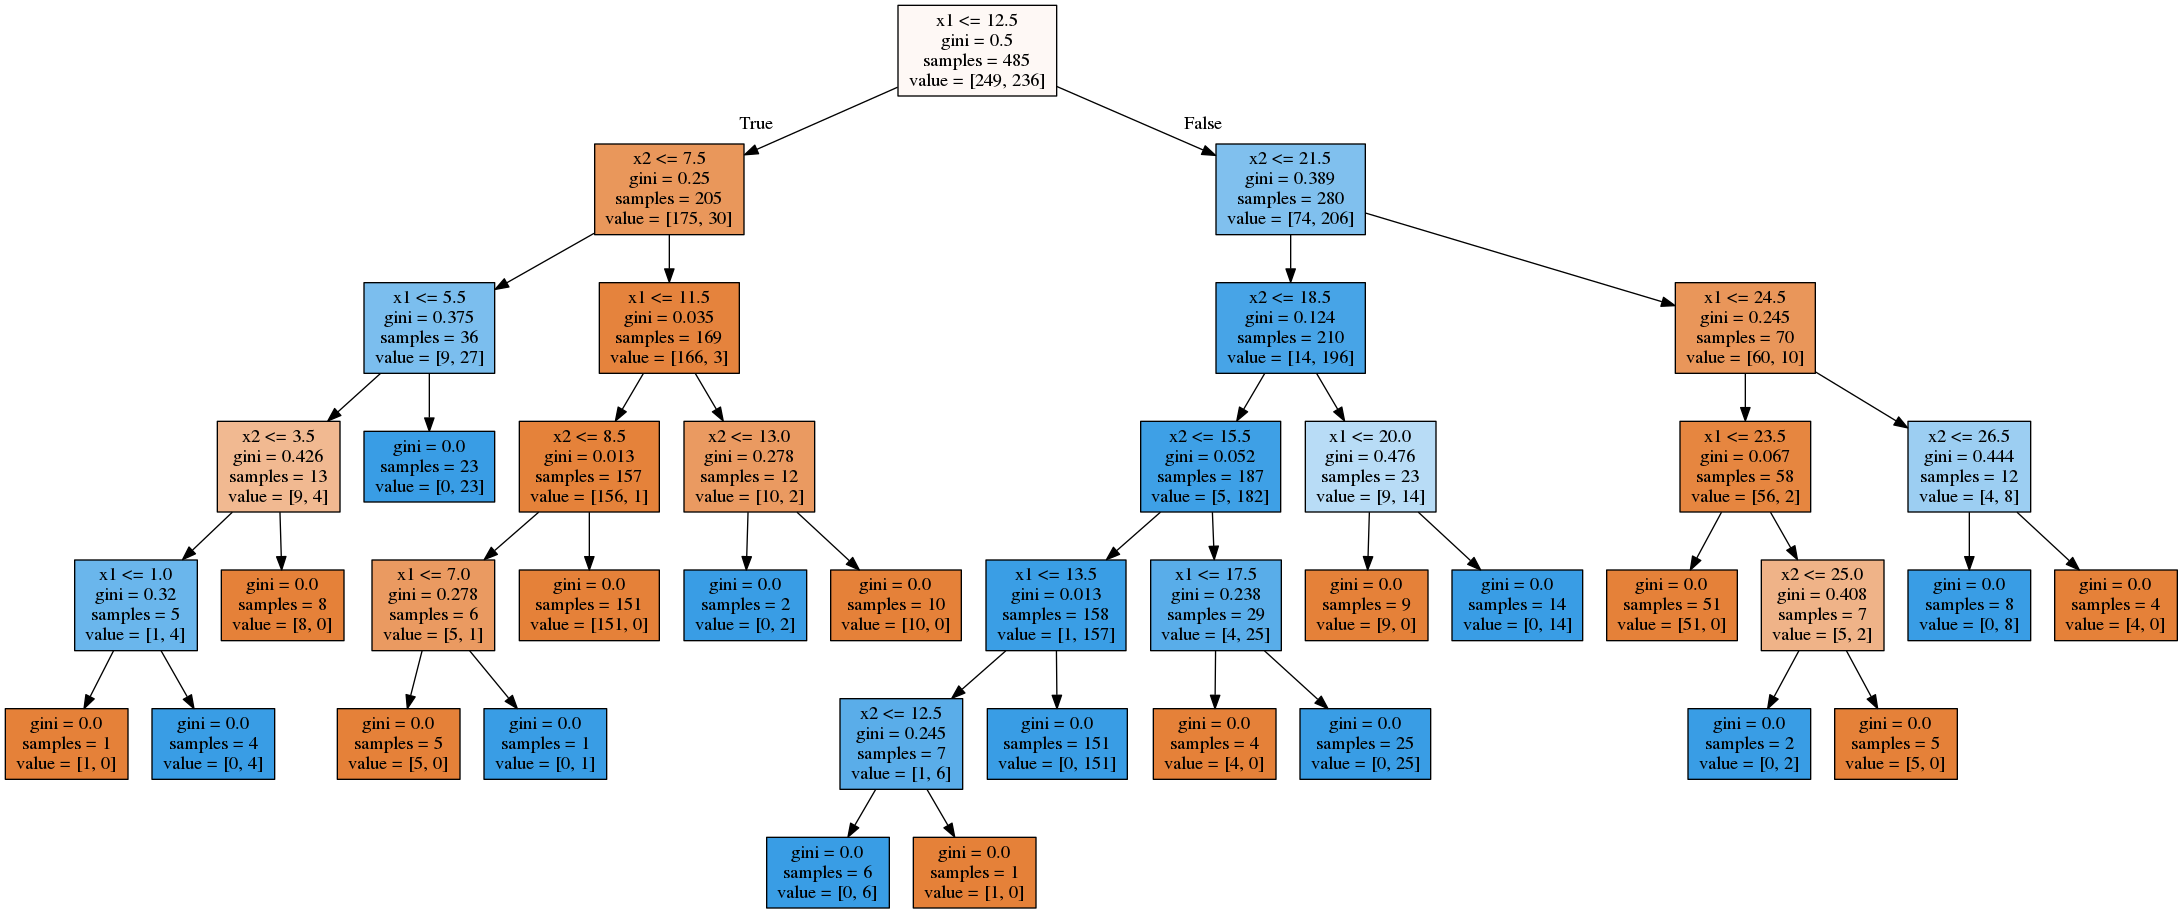 x1 <= 12.5
gini = 0.5
samples = 485
value = [249, 236]
True
False
x2 <= 7.5
gini = 0.25
samples = 205
value = [175, 30]
x2 <= 21.5
gini = 0.389
samples = 280
value = [74, 206]
x1 <= 5.5
gini = 0.375
samples = 36
value = [9, 27]
x1 <= 11.5
gini = 0.035
samples = 169
value = [166, 3]
x2 <= 18.5
gini = 0.124
samples = 210
value = [14, 196]
x1 <= 24.5
gini = 0.245
samples = 70
value = [60, 10]
x2 <= 3.5
gini = 0.426
samples = 13
value = [9, 4]
gini = 0.0
samples = 23
value = [0, 23]
x2 <= 8.5
gini = 0.013
samples = 157
value = [156, 1]
x2 <= 13.0
gini = 0.278
samples = 12
value = [10, 2]
x2 <= 15.5
gini = 0.052
samples = 187
value = [5, 182]
x1 <= 20.0
gini = 0.476
samples = 23
value = [9, 14]
x1 <= 23.5
gini = 0.067
samples = 58
value = [56, 2]
x2 <= 26.5
gini = 0.444
samples = 12
value = [4, 8]
x1 <= 1.0
gini = 0.32
samples = 5
value = [1, 4]
gini = 0.0
samples = 8
value = [8, 0]
x1 <= 7.0
gini = 0.278
samples = 6
value = [5, 1]
gini = 0.0
samples = 151
value = [151, 0]
gini = 0.0
samples = 2
value = [0, 2]
gini = 0.0
samples = 10
value = [10, 0]
x1 <= 13.5
gini = 0.013
samples = 158
value = [1, 157]
x1 <= 17.5
gini = 0.238
samples = 29
value = [4, 25]
gini = 0.0
samples = 9
value = [9, 0]
gini = 0.0
samples = 14
value = [0, 14]
gini = 0.0
samples = 51
value = [51, 0]
x2 <= 25.0
gini = 0.408
samples = 7
value = [5, 2]
gini = 0.0
samples = 8
value = [0, 8]
gini = 0.0
samples = 4
value = [4, 0]
gini = 0.0
samples = 1
value = [1, 0]
gini = 0.0
samples = 4
value = [0, 4]
gini = 0.0
samples = 5
value = [5, 0]
gini = 0.0
samples = 1
value = [0, 1]
x2 <= 12.5
gini = 0.245
samples = 7
value = [1, 6]
gini = 0.0
samples = 151
value = [0, 151]
gini = 0.0
samples = 4
value = [4, 0]
gini = 0.0
samples = 25
value = [0, 25]
gini = 0.0
samples = 2
value = [0, 2]
gini = 0.0
samples = 5
value = [5, 0]
gini = 0.0
samples = 6
value = [0, 6]
gini = 0.0
samples = 1
value = [1, 0]